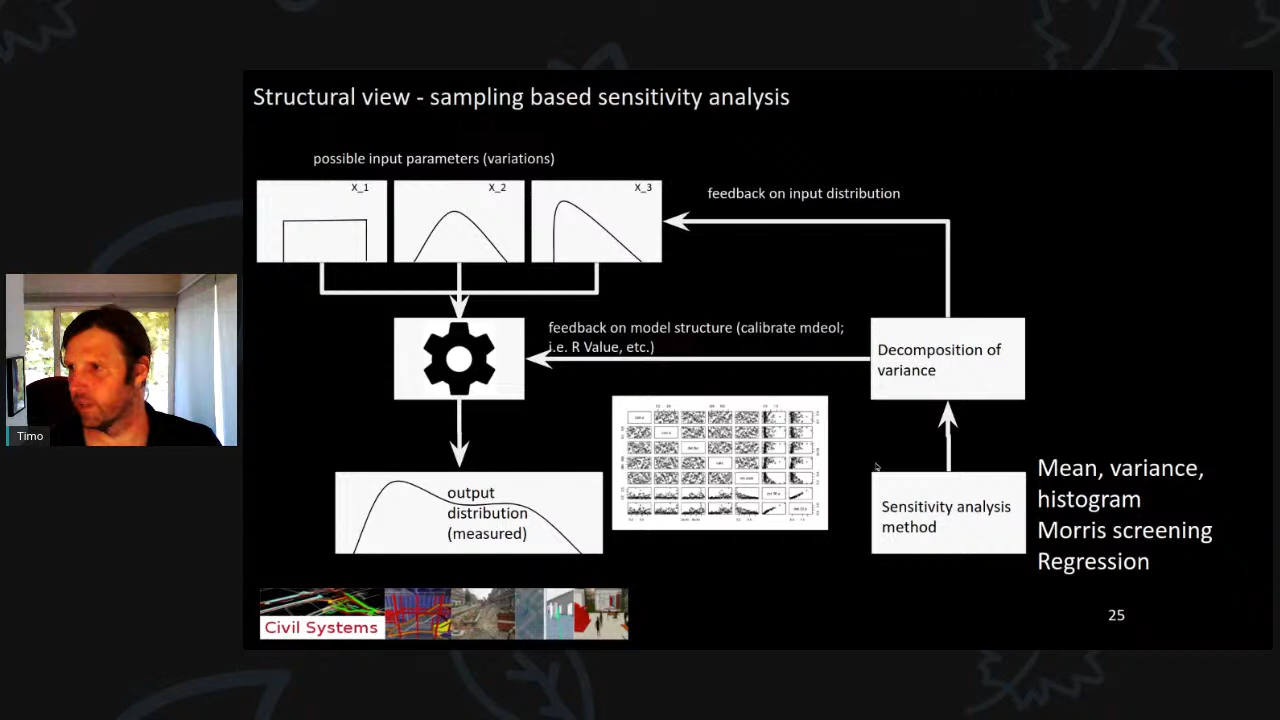 Structural view - sampling based sensitivity analysis
possible input parameters (variations)
X_1
X_2
X_3
feedback on input distribution
feedback on model structure (calibrate mdeol;
i.e. R Value, etc.)
Decomposition of
variance
output
distribution
(measured)
Sensitivity analysis
method
Mean, variance,
histogram
Morris screening
Regression
Timo
Civil Systems
25